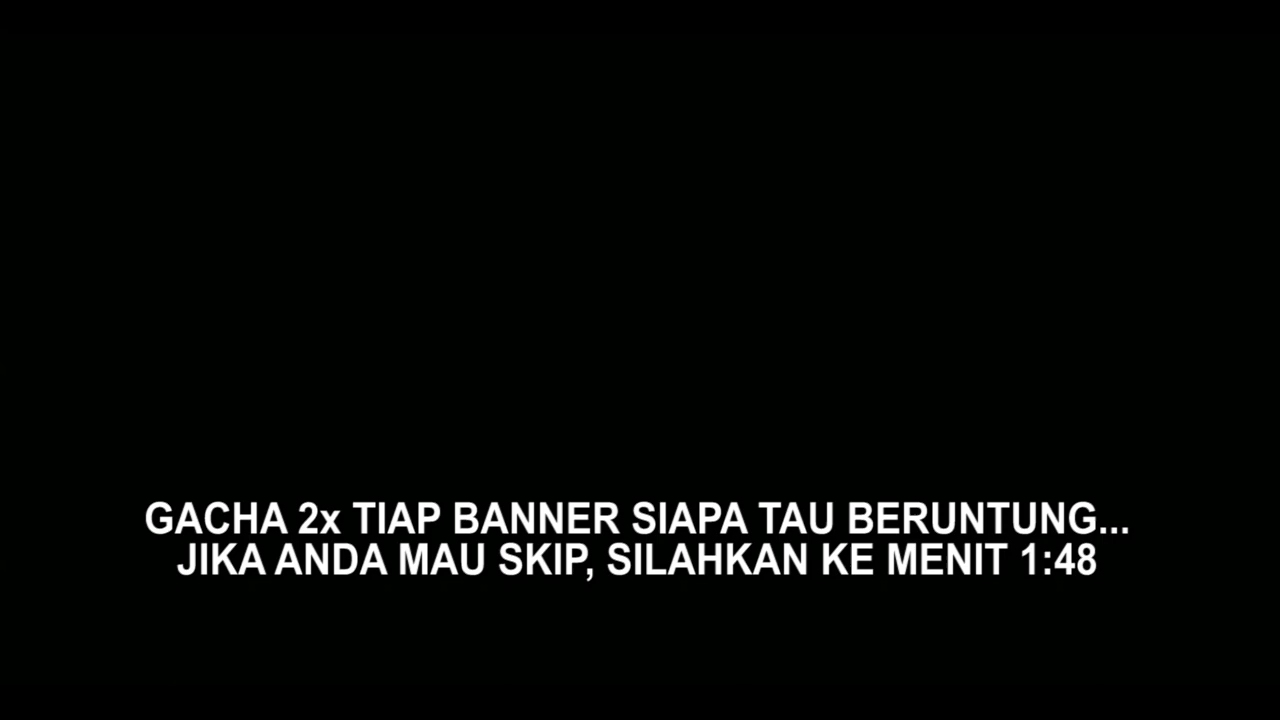 GACHA 2x TIAP BANNER SIAPA TAU BERUNTUNG...
JIKA ANDA MAU SKIP, SILAHKAN KE MENIT 1:48